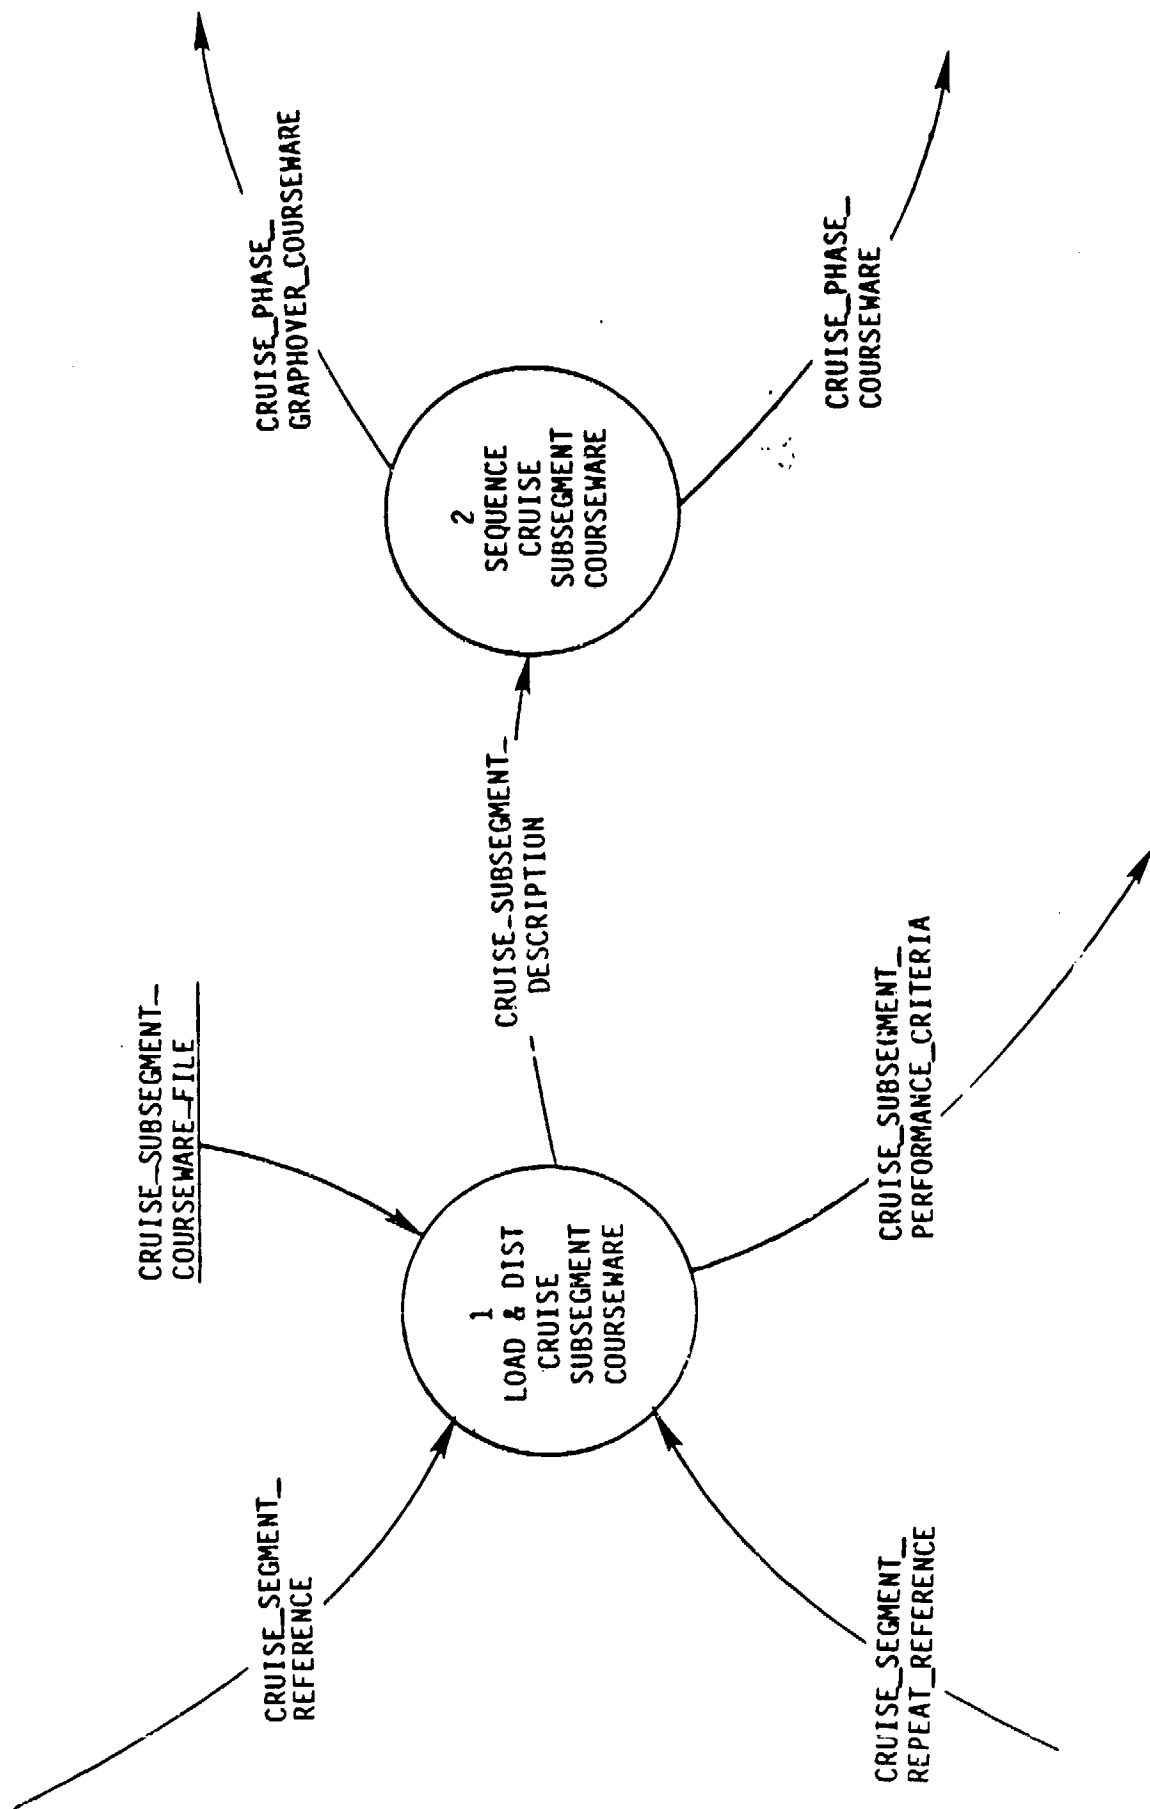 CRUISE_SEGMENT_
REFERENCE
CRUISE_SUBSEGMENT_
COURSEWARE_FILE
CRUISE_PHASE_
GRAPHOVER_COURSEWARE
1
LOAD & DIST
CRUISE
SUBSEGMENT
COURSEWARE
CRUISE_SUBSEGMENT_
DESCRIPTION
2
SEQUENCE
CRUISE
SUBSEGMENT
COURSEWARE
CRUISE_SEGMENT_
REPEAT_REFERENCE
CRUISE_SUBSEGMENT_
PERFORMANCE_CRITERIA
CRUISE_PHASE_
COURSEWARE